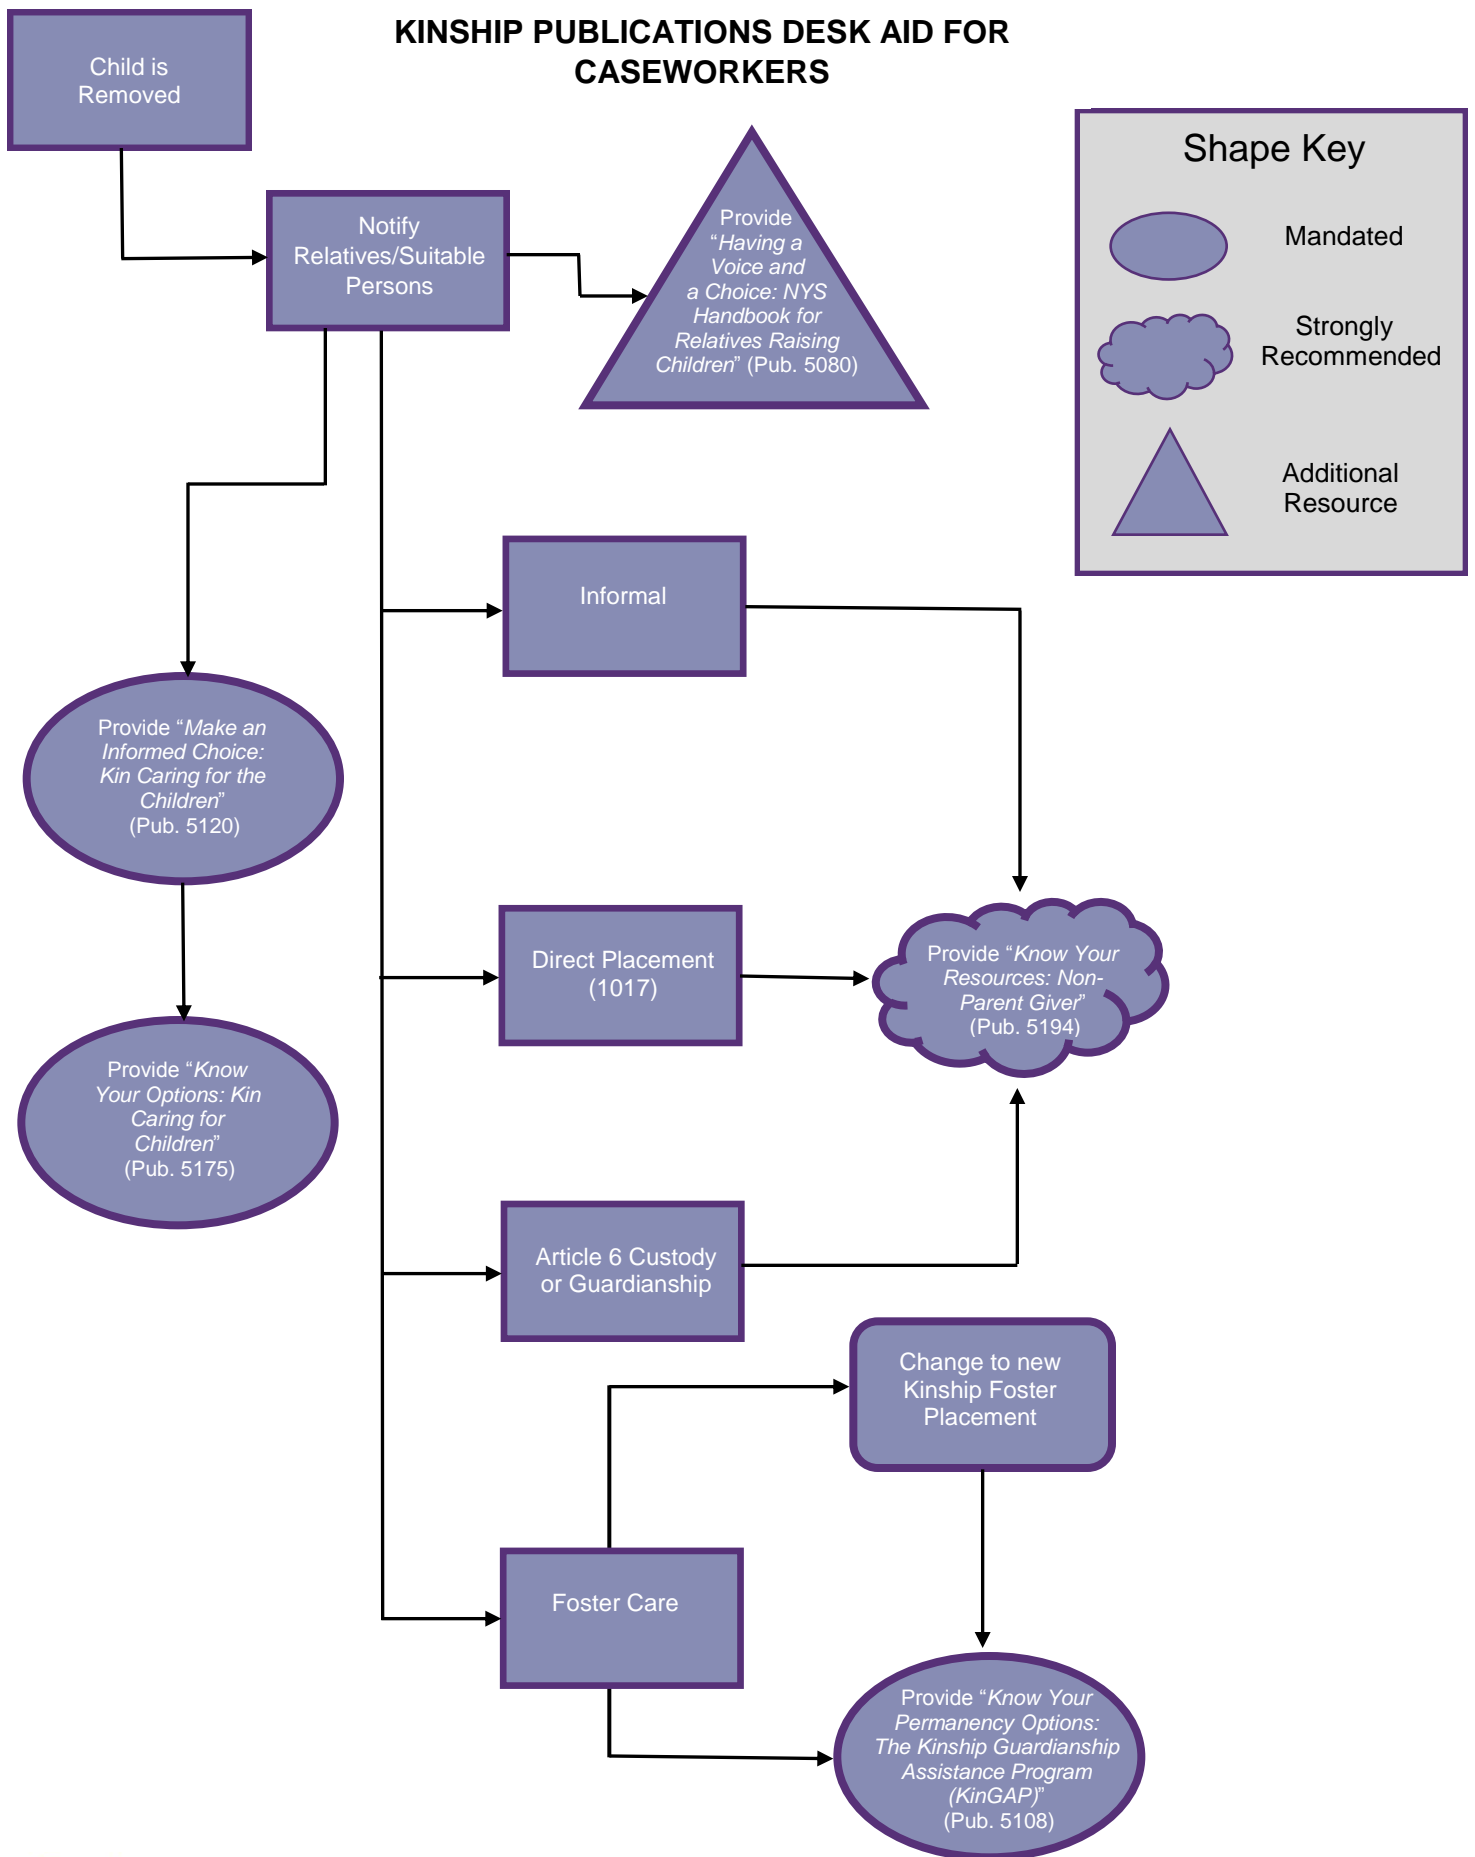 KINSHIP PUBLICATIONS DESK AID FOR
CASEWORKERS
Child is
Removed
Shape Key
Mandated
Strongly
Recommended
Additional
Resource
Notify
Relatives/Suitable
Persons
Provide
“Having a
Voice and
a Choice: NYS
Handbook for
Relatives Raising
Children” (Pub. 5080)
Informal
Provide “Make an
Informed Choice:
Kin Caring for the
Children”
(Pub. 5120)
Direct Placement
(1017)
Provide “Know Your
Resources: Non-
Parent Giver”
(Pub. 5194)
Provide “Know
Your Options: Kin
Caring for
Children”
(Pub. 5175)
Article 6 Custody
or Guardianship
Change to new
Kinship Foster
Placement
Foster Care
Provide “Know Your
Permanency Options:
The Kinship Guardianship
Assistance Program
(KinGAP)”
(Pub. 5108)